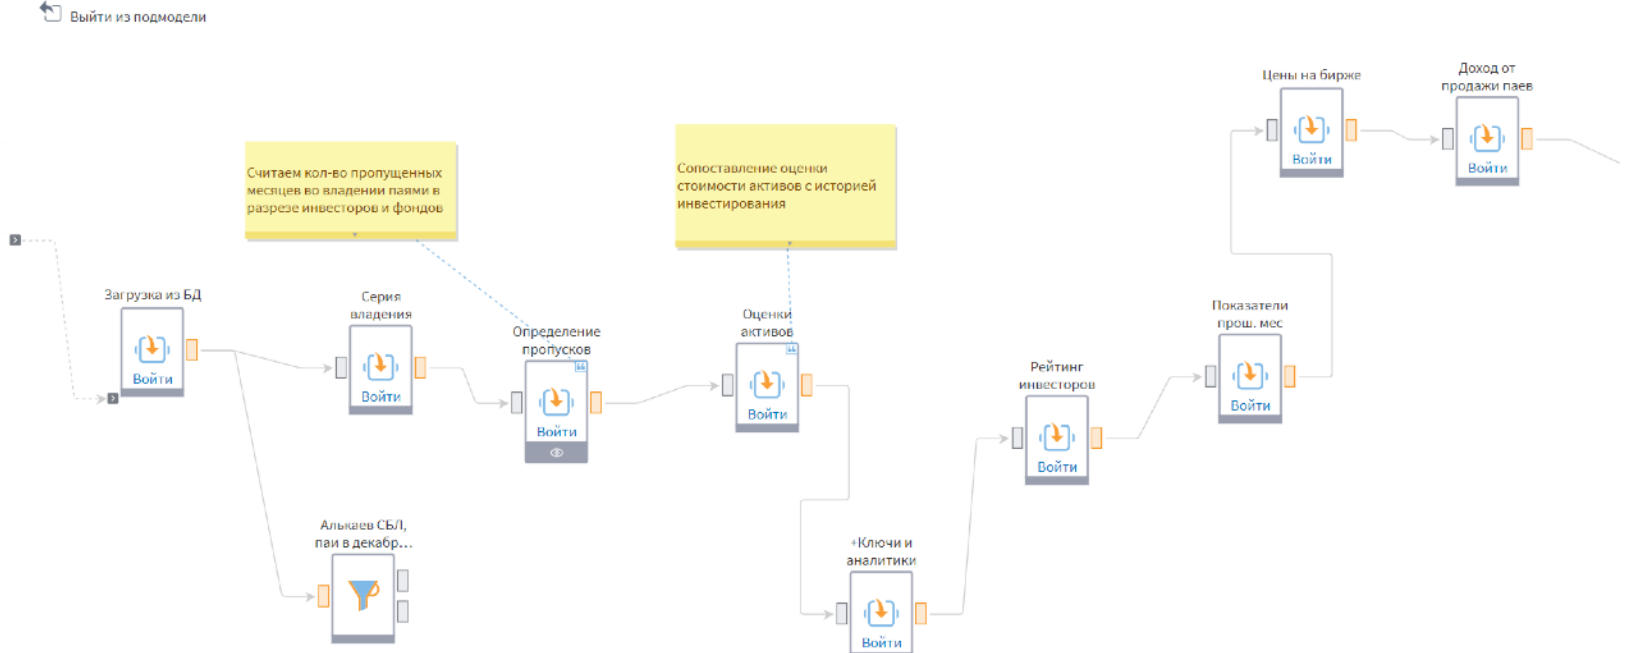 Выйти из подмодели
Цены на бирже
Войти
Доход от
продажи паев
Войти
Считаем кол-во пропущенных
месяцев во владении паями в
разрезе инвесторов и фондов
Сопоставление оценки
стоимости активов с историей
инвестирования
Загрузка из БД
Войти
Серия
владения
Войти
Определение
пропусков
Войти
Оценки
активов
Войти
Показатели
прош. мес
Войти
Рейтинг
инвесторов
Войти
Алькаев СБЛ,
паи в декабр...
+Ключи и
аналитики
Войти